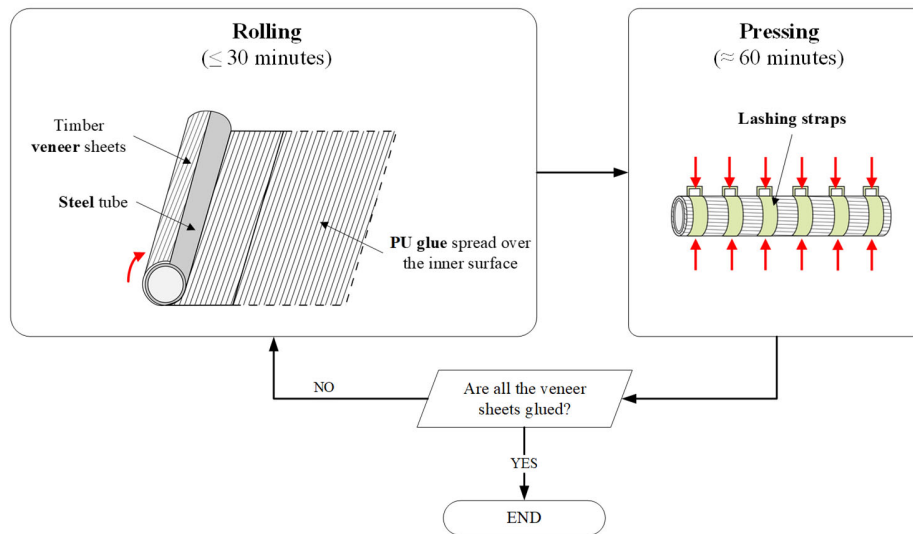 Rolling
(≤ 30 minutes)
Timber
veneer sheets
Steel tube
PU glue spread over
the inner surface
Pressing
(≈ 60 minutes)
Lashing straps
Are all the veneer
sheets glued?
NO
YES
END